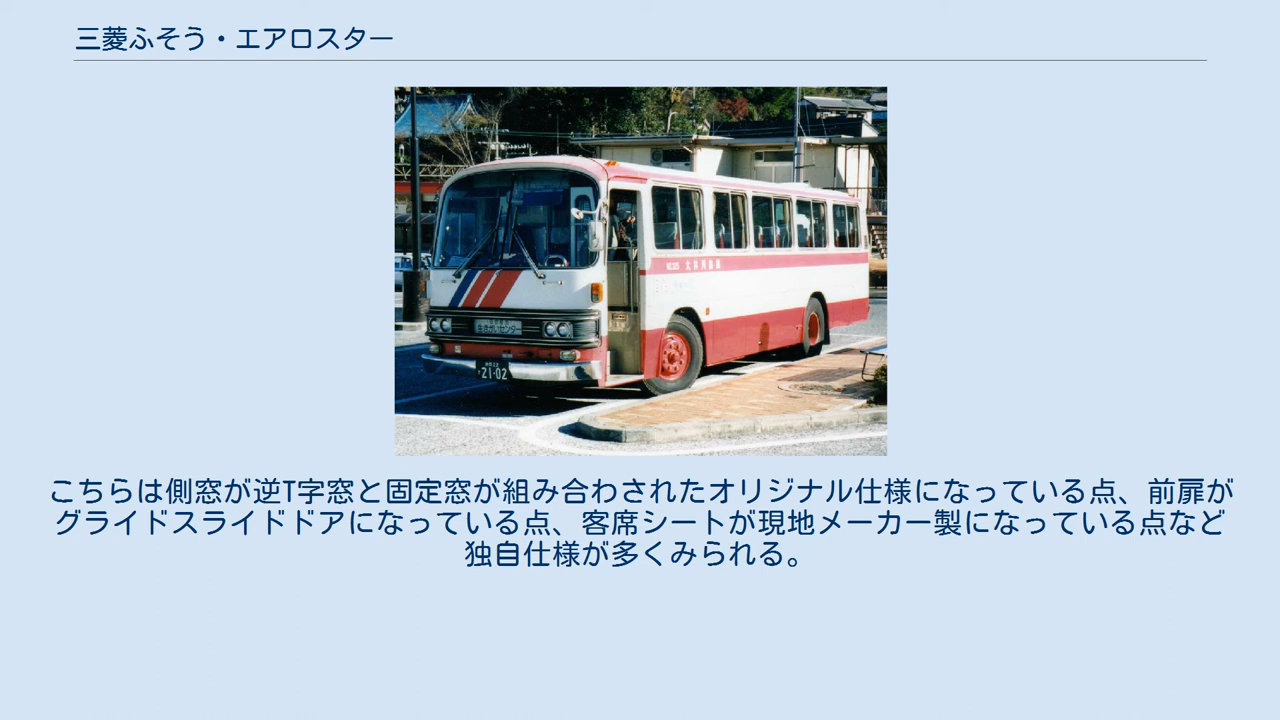 三菱ふそう・エアロスター
21-02
こちらは側窓が逆T字窓と固定窓が組み合わされたオリジナル仕様になっている点、前扉が
グライドスライドドアになっている点、客席シートが現地メーカー製になっている点など
独自仕様が多くみられる。